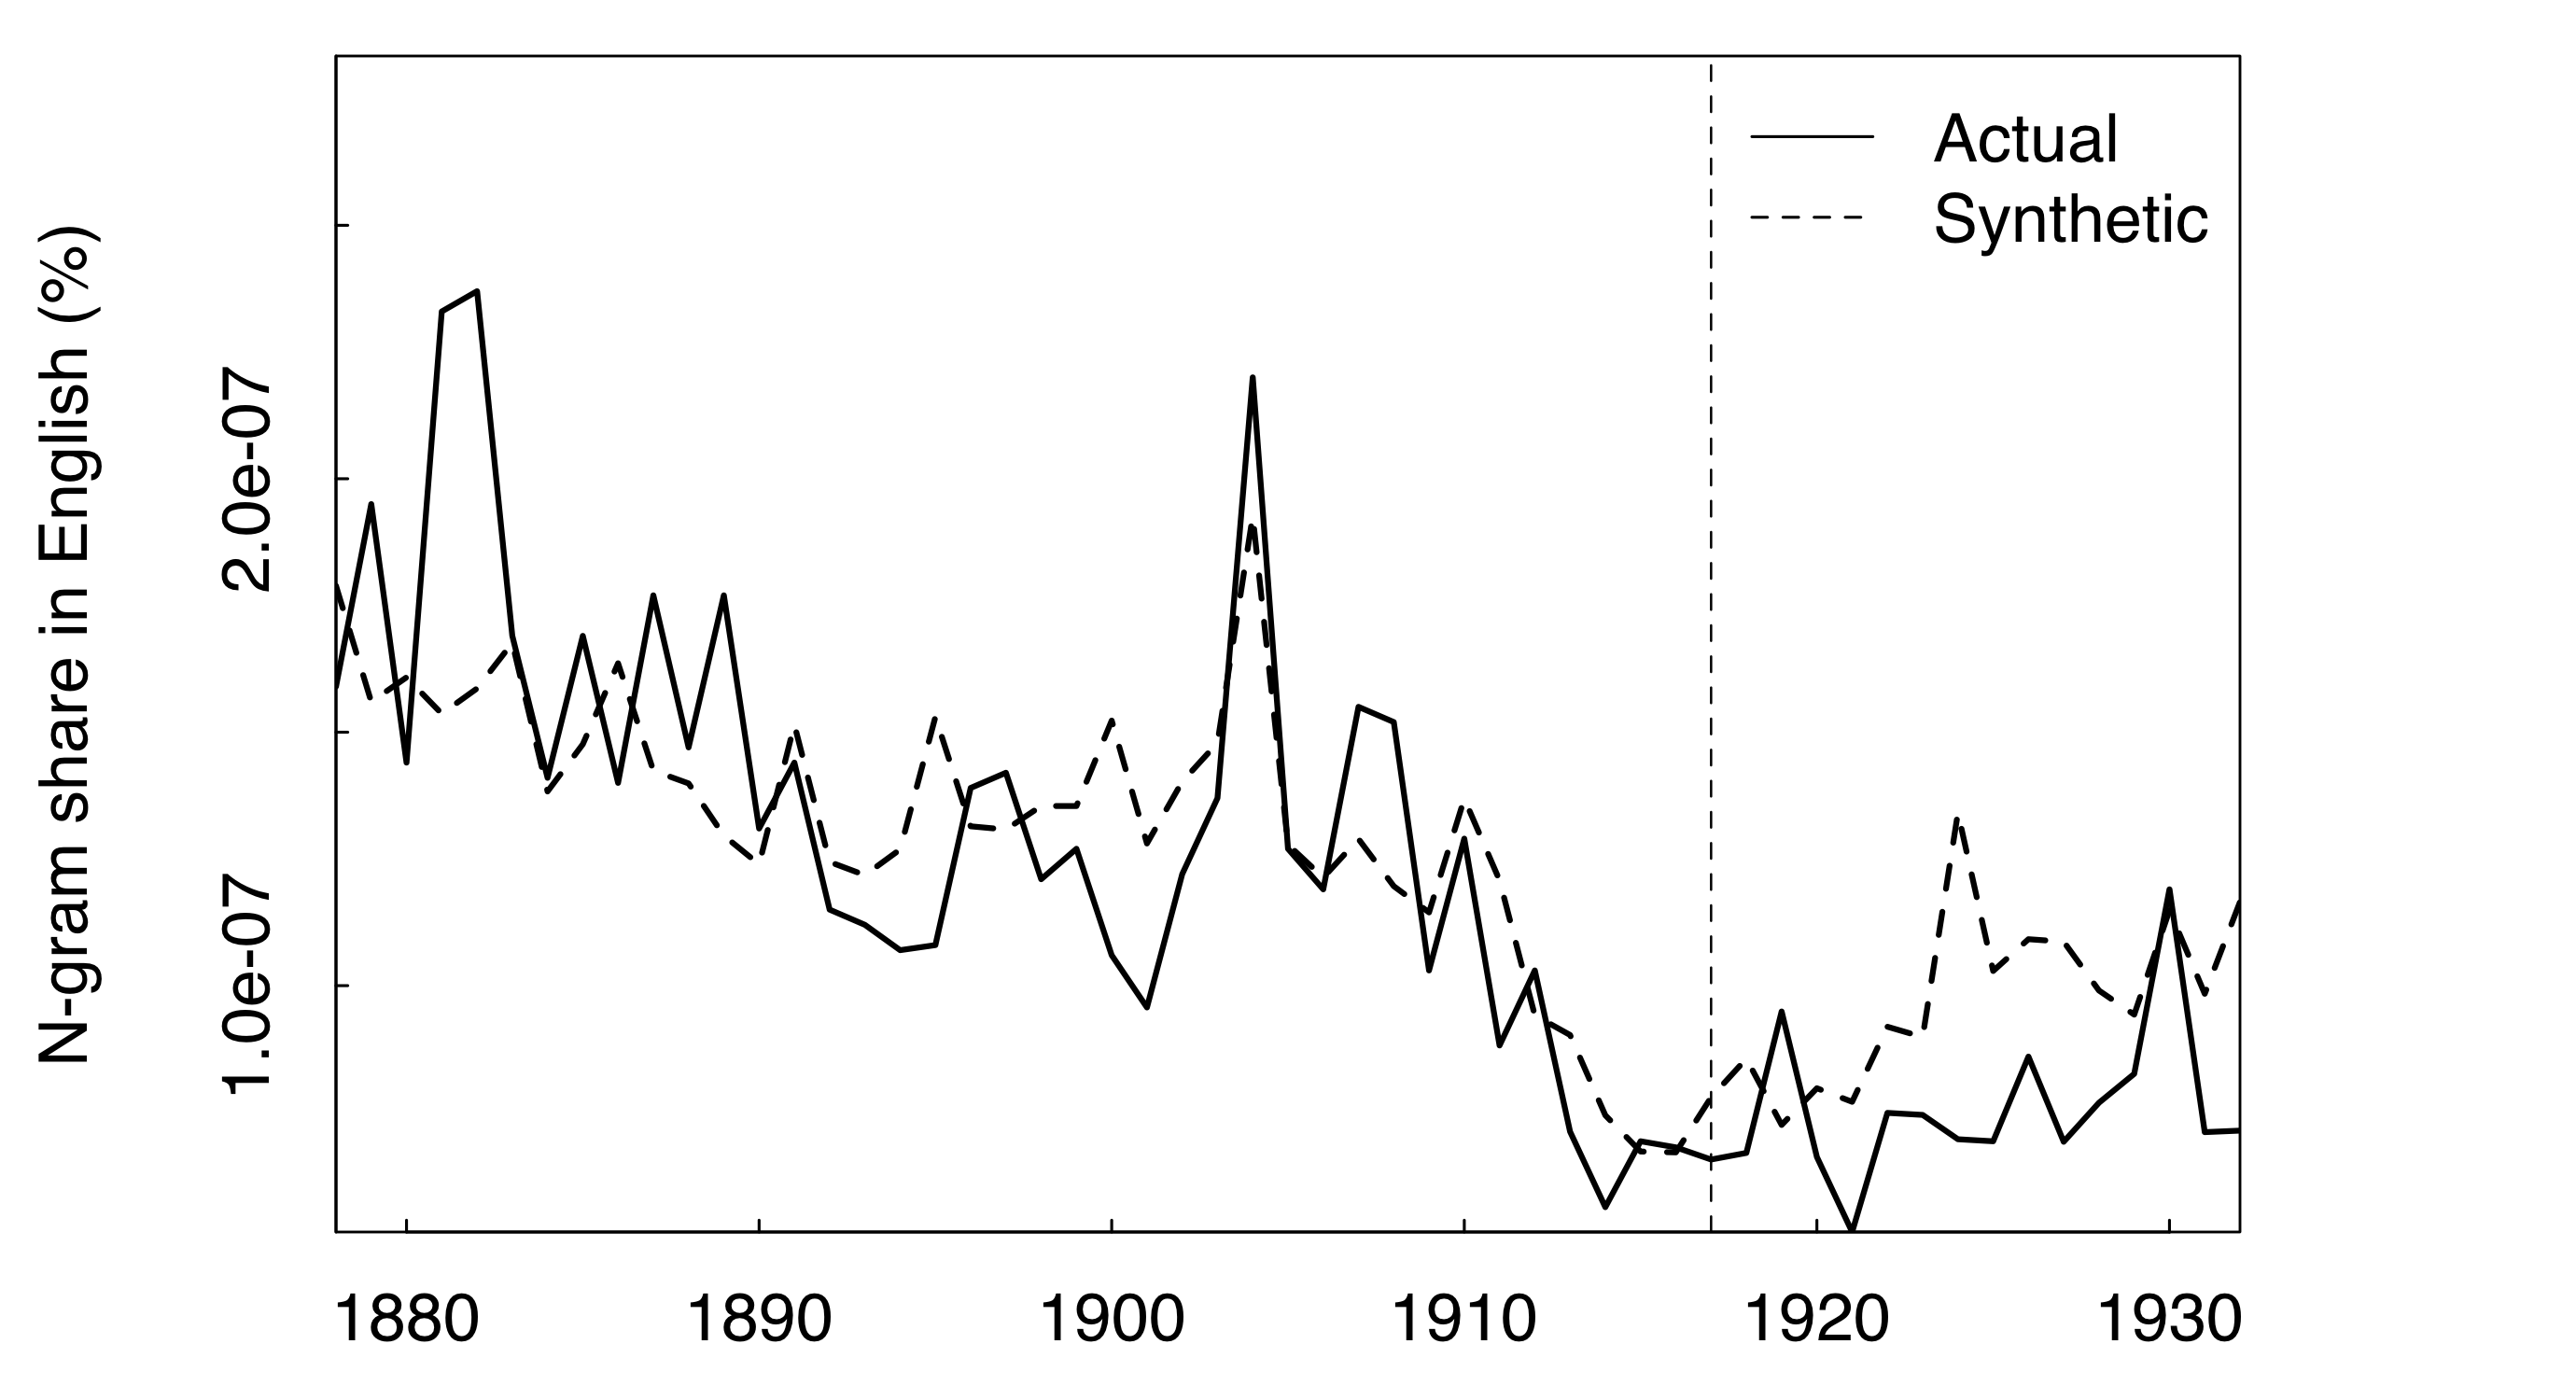 N-gram share in English (%)
2.0e-07
1.0e-07
Actual
Synthetic
1880 1890 1900 1910 1920 1930